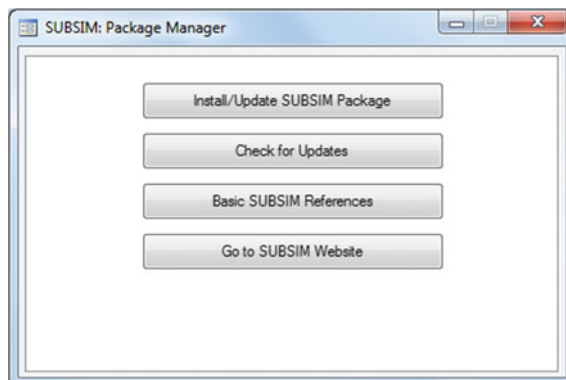 SUBSIM: Package Manager
Install/Update SUBSIM Package
Check for Updates
Basic SUBSIM References
Go to SUBSIM Website